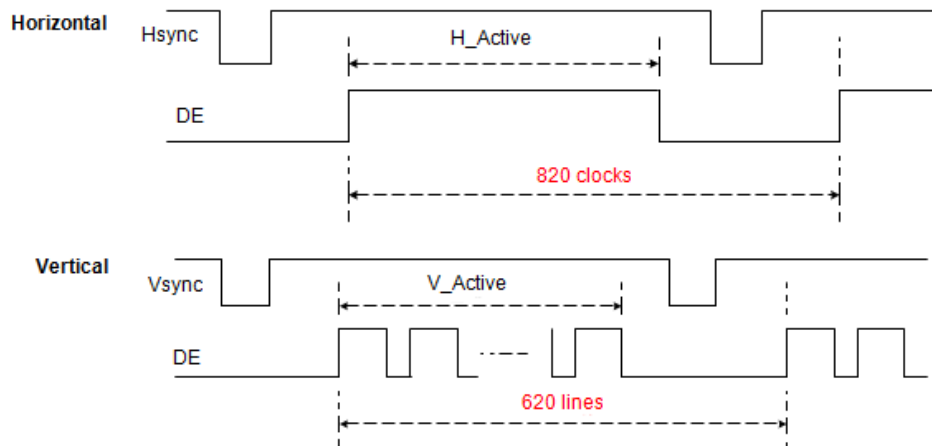 Horizontal
Hsync
H_Active
DE
820 clocks
Vertical
Vsync
V_Active
DE
620 lines